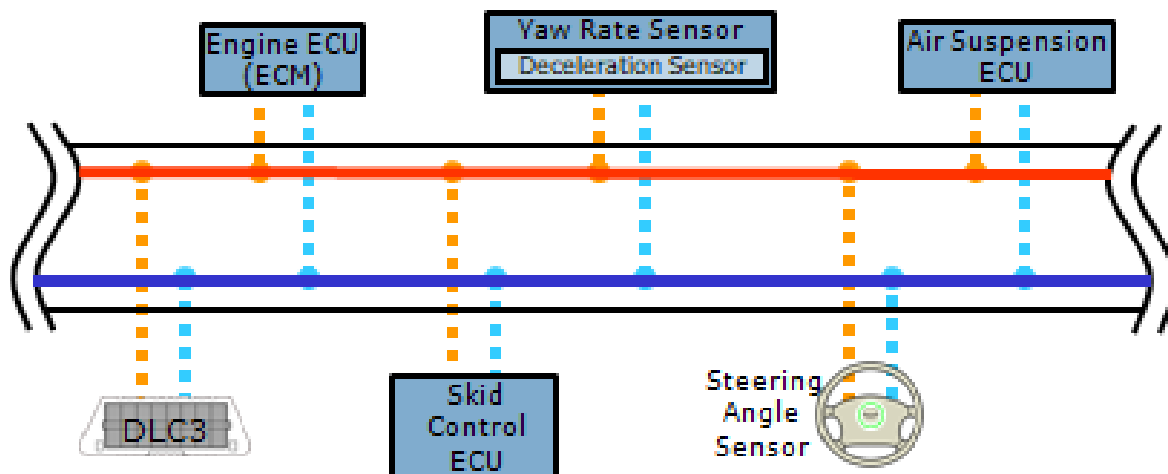 Engine ECU
(ECM)
Yaw Rate Sensor
Deceleration Sensor
Air Suspension
ECU
DLC3
Skid
Control
ECU
Steering
Angle
Sensor